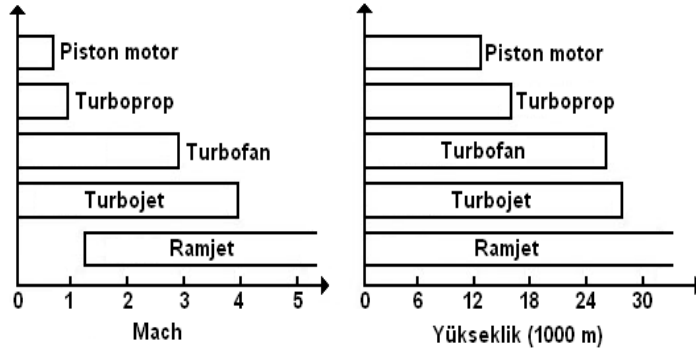 Piston motor
Turboprop
Turbofan
Turbojet
Ramjet
0 1 2 3 4 5
Mach
Piston motor
Turboprop
Turbofan
Turbojet
Ramjet
0 6 12 18 24 30
Yükseklik (1000 m)